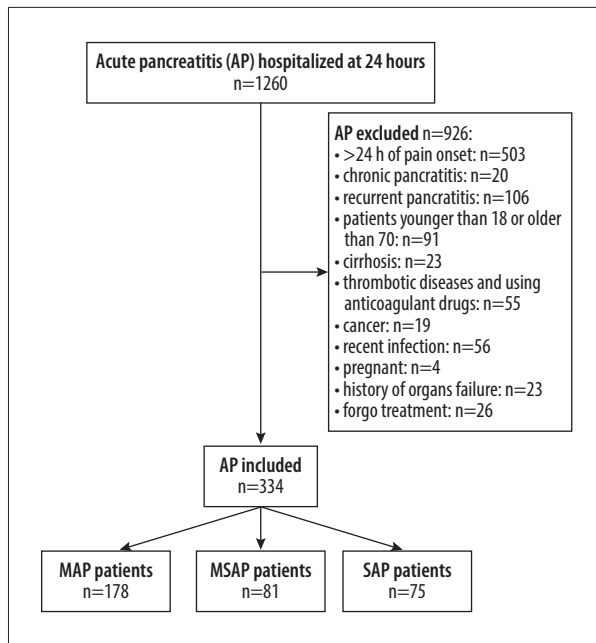 Acute pancreatitis (AP) hospitalized at 24 hours
n=1260
AP excluded n=926:
• >24 h of pain onset: n=503
• chronic pancratitis: n=20
• recurrent pancratitis: n=106
• patients younger than 18 or older
than 70: n=91
• cirrhosis: n=23
• thrombotic diseases and using
anticoagulant drugs: n=55
• cancer: n=19
• recent infection: n=56
• pregnant: n=4
• history of organs failure: n=23
• forgo treatment: n=26
AP included
n=334
MAP patients
n=178
MSAP patients
n=81
SAP patients
n=75